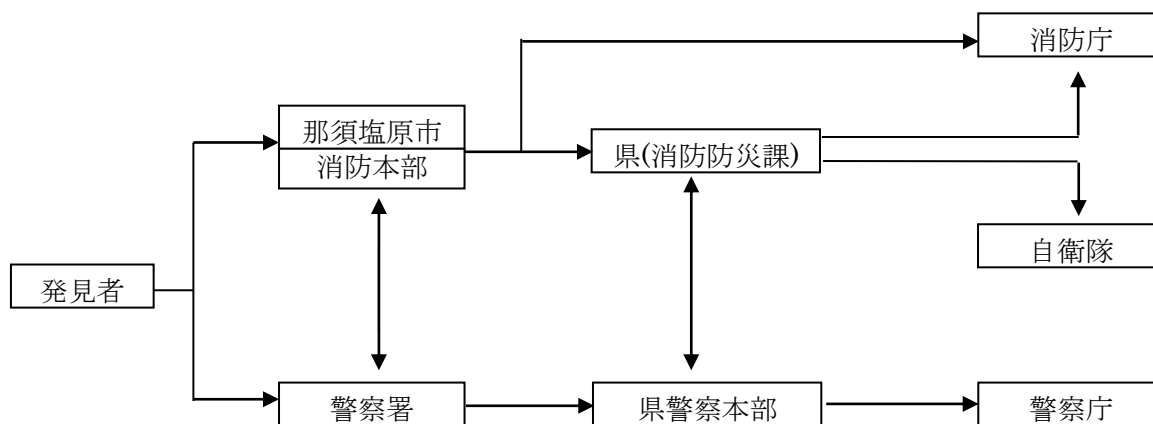 消防庁
那須塩原市
消防本部
県(消防防災課)
自衛隊
発見者
警察署
県警察本部
警察庁